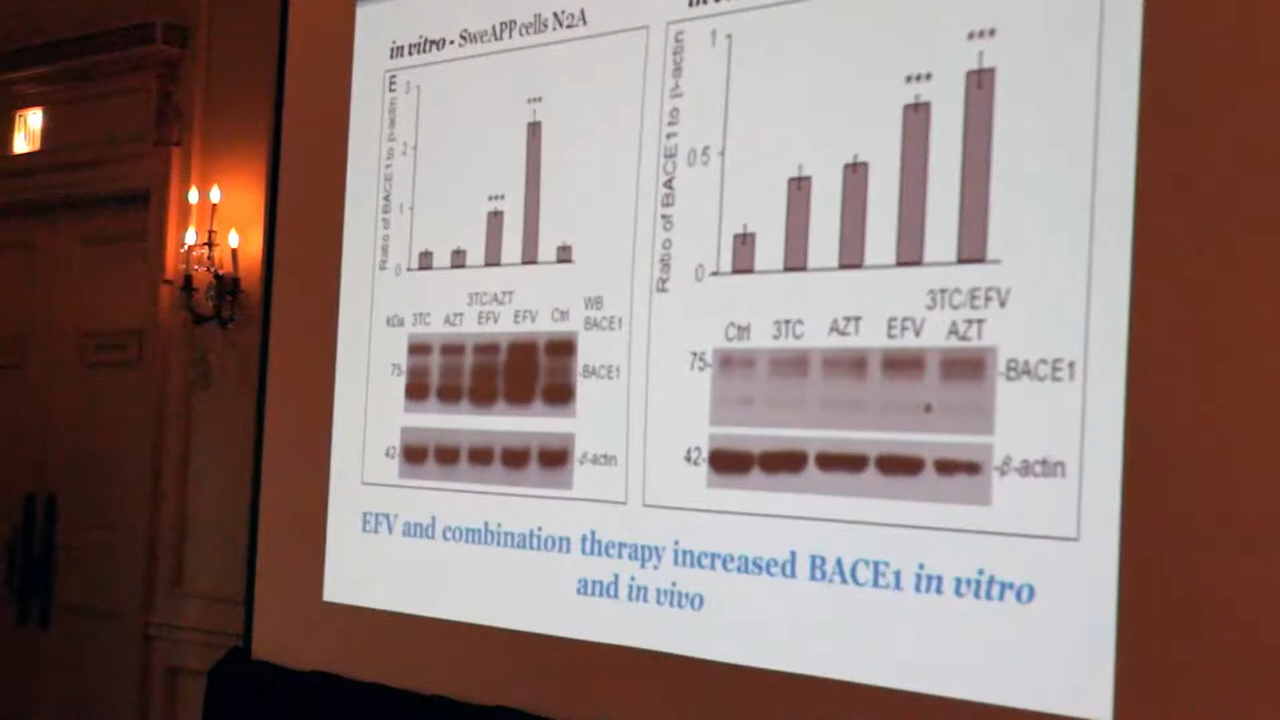 in vitro - SweAPP cells N2A
E
Ratio of BACE1 to β-actin
3
2
1
0
***
***
3TC/AZT
kDa 3TC AZT EFV EFV Ctrl
WB
BACE1
75-
-BACE1
42-
-β-actin
Ratio of BACE1 to β-actin
1
0.5
0
***
***
3TC/EFV
Ctrl 3TC AZT EFV AZT
75-
-BACE1
42-
-β-actin
EFV and combination therapy increased BACE1 in vitro
and in vivo